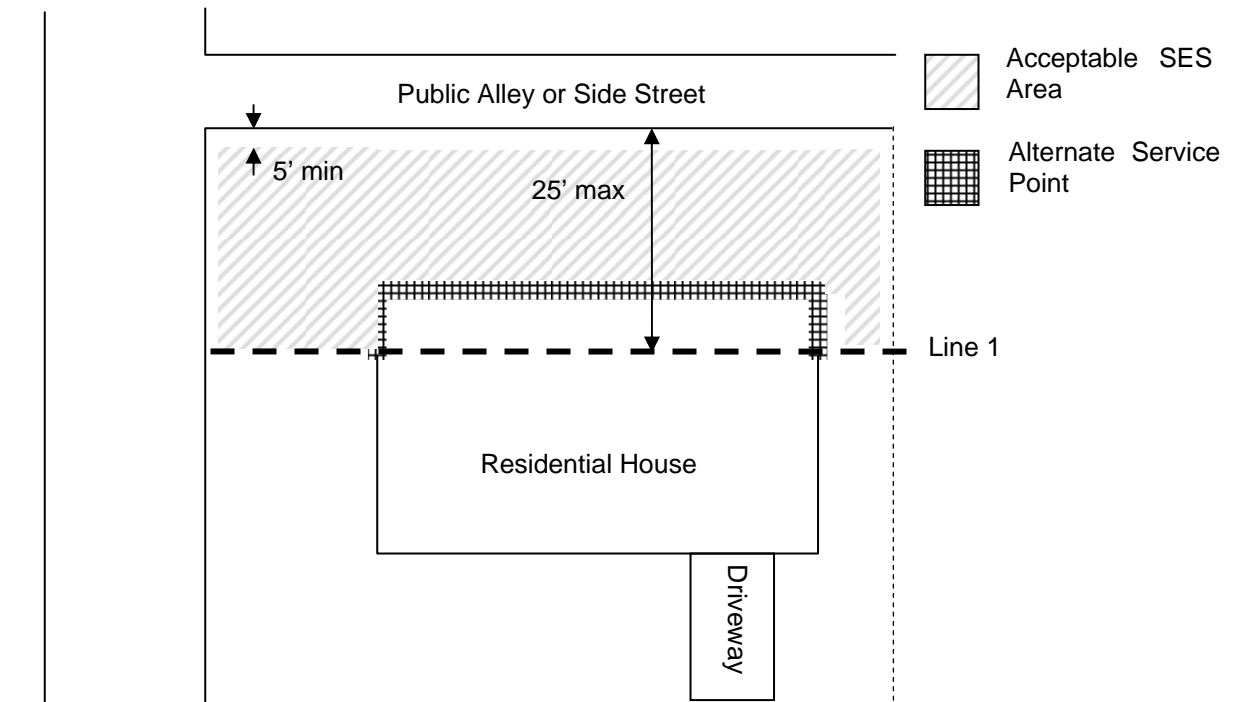 Acceptable SES
Area
Public Alley or Side Street
Alternate Service
Point
5’ min
25’ max
Line 1
Residential House
Driveway